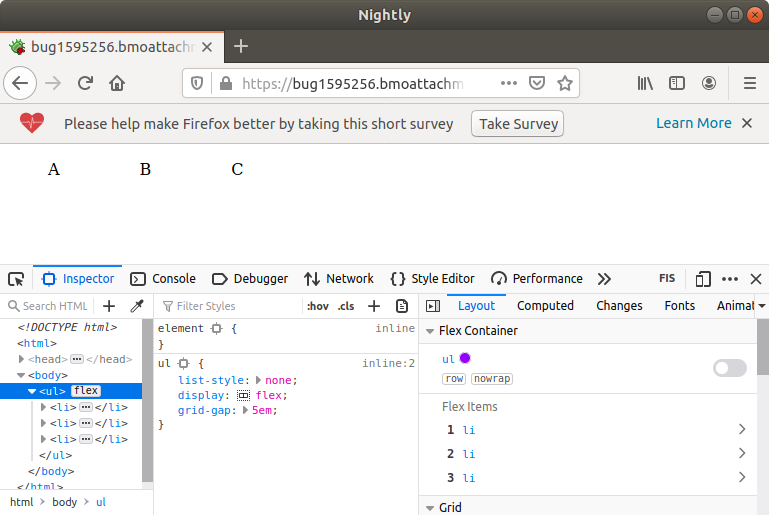 Nightly
bug1595256.bmoattachm
https://bug1595256.bmoattachm
Please help make Firefox better by taking this short survey
Take Survey
Learn More
A B C
Inspector Console Debugger Network Style Editor Performance FIS
Search HTML
Filter Styles
:hov .cls
Layout Computed Changes Fonts Animat
<!DOCTYPE html>
<html>
<head> </head>
<body>
<ul> flex
<li> </li>
<li> </li>
<li> </li>
</ul>
</body>
</html>
html > body > ul
element { inline
}
ul { inline:2
list-style: none;
display: flex;
grid-gap: 5em;
}
Flex Container
ul
row nowrap
Flex Items
1 li
2 li
3 li
Grid